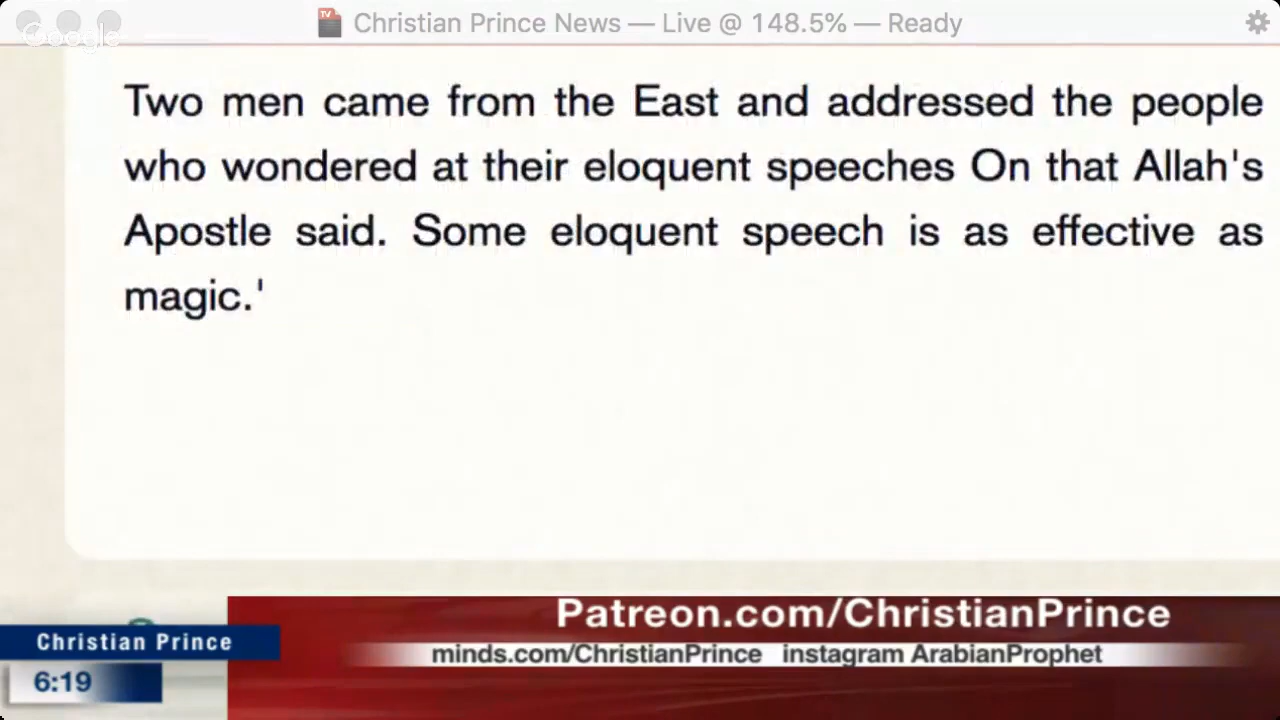 Christian Prince News — Live @ 148.5% — Ready
Google
Two men came from the East and addressed the people
who wondered at their eloquent speeches On that Allah's
Apostle said. Some eloquent speech is as effective as
magic.'
Patreon.com/ChristianPrince
Christian Prince
minds.com/ChristianPrince instagram ArabianProphet
6:19